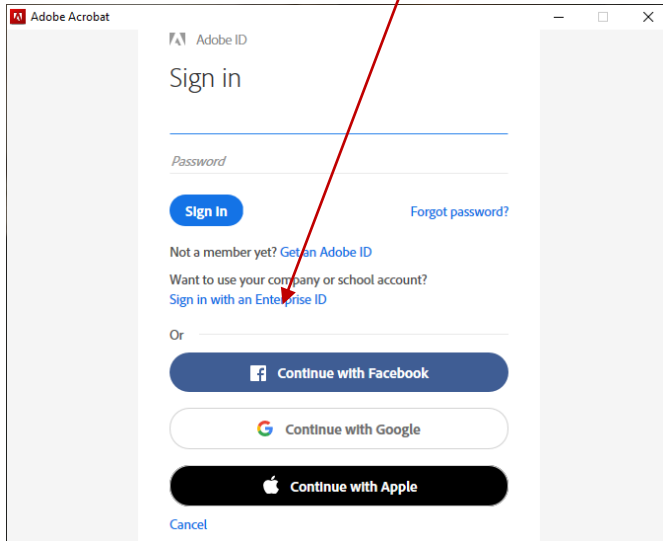 Adobe Acrobat
Adobe ID
Sign in
Password
Sign in
Forgot password?
Not a member yet? Get an Adobe ID
Want to use your company or school account?
Sign in with an Enterprise ID
Or
Continue with Facebook
Continue with Google
Continue with Apple
Cancel